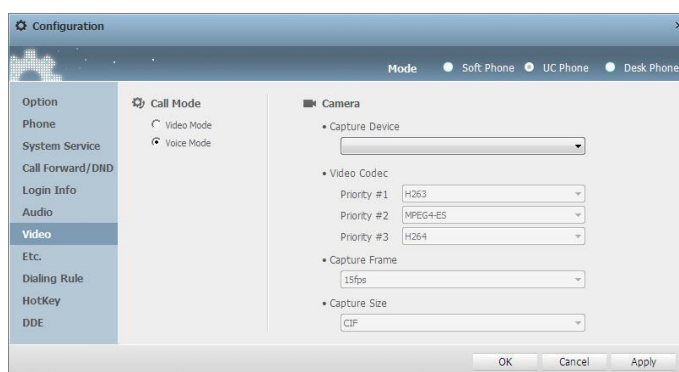 Configuration
Mode Soft Phone UC Phone Desk Phone
Option
Phone
System Service
Call Forward/DND
Login Info
Audio
Video
Etc.
Dialing Rule
HotKey
DDE
Call Mode
Video Mode
Voice Mode
Camera
• Capture Device
• Video Codec
Priority #1 H263
Priority #2 MPEG4-ES
Priority #3 H264
• Capture Frame
15fps
• Capture Size
CIF
OK Cancel Apply